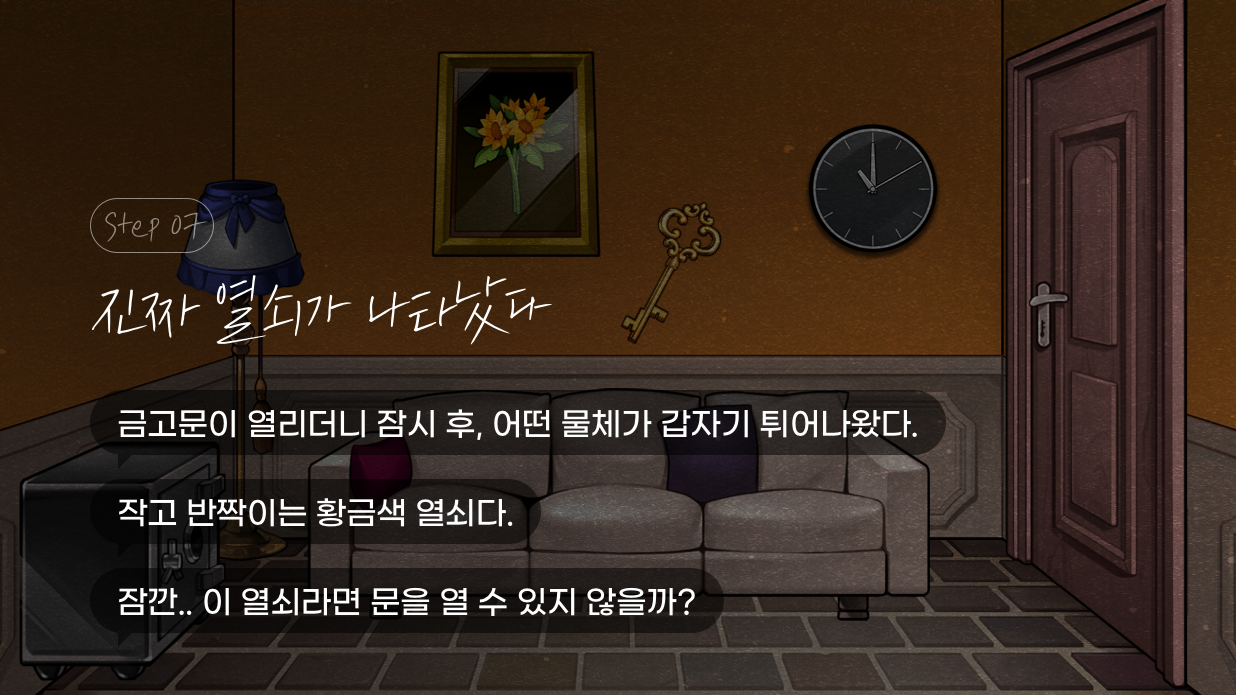 Step 07
진짜 열쇠가 나타났다
금고문이 열리더니 잠시 후, 어떤 물체가 갑자기 튀어나왔다.
작고 반짝이는 황금색 열쇠다.
잠깐.. 이 열쇠라면 문을 열 수 있지 않을까?